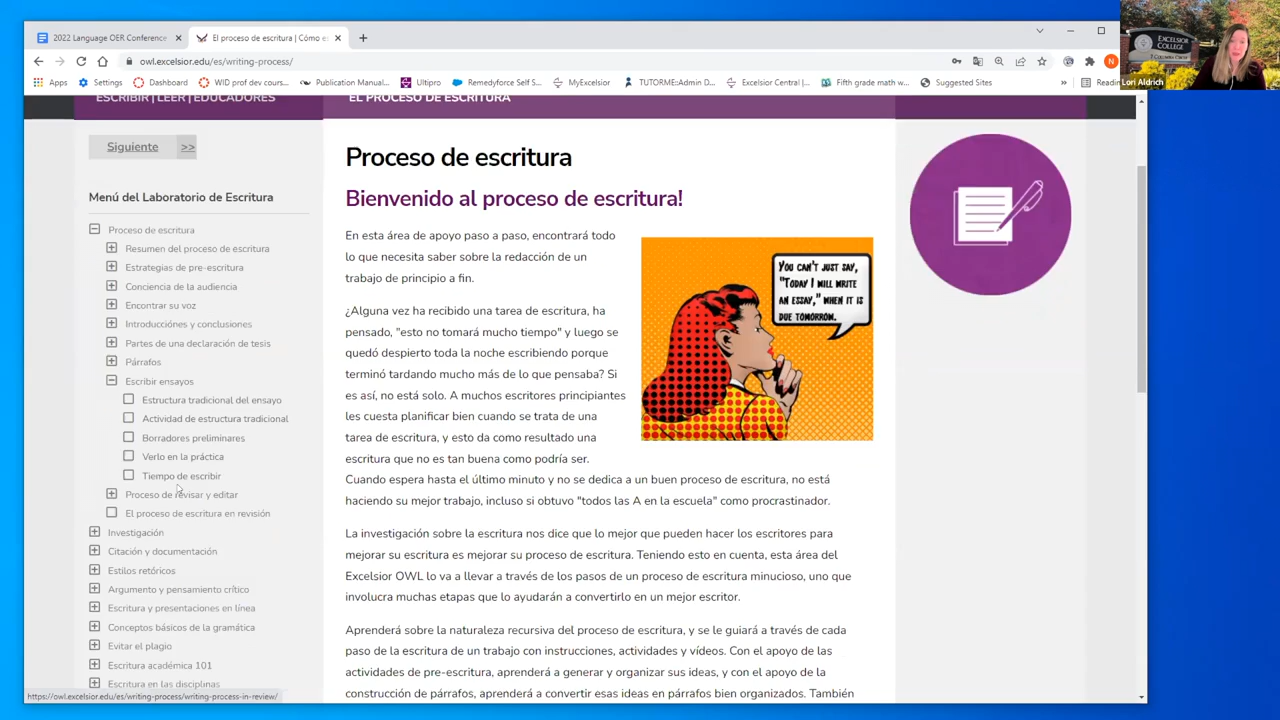 2022 Language OER Conference
El proceso de escritura | Cómo es
owl.excelsior.edu/es/writing-process/
Apps
Settings
Dashboard
WID prof dev cours...
Publication Manual...
Ultipro
Remedyforce Self S...
MyExcelsior
TUTORME::Admin D...
Excelsior Central |...
Fifth grade math w...
Suggested Sites
»
Readin
EXCELSIOR
COLLEGE
7 COLUMBIA CIRCLE
Lori Aldrich
ESCRIBIR | LEER | EDUCADORES
EL PROCESO DE ESCRITURA
Siguiente >>
Menú del Laboratorio de Escritura
Proceso de escritura
Resumen del proceso de escritura
Estrategias de pre-escritura
Conciencia de la audiencia
Encontrar su voz
Introducciónes y conclusiones
Partes de una declaración de tesis
Párrafos
Escribir ensayos
Estructura tradicional del ensayo
Actividad de estructura tradicional
Borradores preliminares
Verlo en la práctica
Tiempo de escribir
Proceso de revisar y editar
El proceso de escritura en revisión
Investigación
Citación y documentación
Estilos retóricos
Argumento y pensamiento crítico
Escritura y presentaciones en línea
Conceptos básicos de la gramática
Evitar el plagio
Escritura académica 101
Escritura en las disciplinas
https://owl.excelsior.edu/es/writing-process/writing-process-in-review/
Proceso de escritura
Bienvenido al proceso de escritura!
En esta área de apoyo paso a paso, encontrará todo
lo que necesita saber sobre la redacción de un
trabajo de principio a fin.
¿Alguna vez ha recibido una tarea de escritura, ha
pensado, "esto no tomará mucho tiempo" y luego se
quedó despierto toda la noche escribiendo porque
terminó tardando mucho más de lo que pensaba? Si
es así, no está solo. A muchos escritores principiantes
les cuesta planificar bien cuando se trata de una
tarea de escritura, y esto da como resultado una
escritura que no es tan buena como podría ser.
Cuando espera hasta el último minuto y no se dedica a un buen proceso de escritura, no está
haciendo su mejor trabajo, incluso si obtuvo "todos las A en la escuela" como procrastinador.
La investigación sobre la escritura nos dice que lo mejor que pueden hacer los escritores para
mejorar su escritura es mejorar su proceso de escritura. Teniendo esto en cuenta, esta área del
Excelsior OWL lo va a llevar a través de los pasos de un proceso de escritura minucioso, uno que
involucra muchas etapas que lo ayudarán a convertirlo en un mejor escritor.
Aprenderá sobre la naturaleza recursiva del proceso de escritura, y se le guiará a través de cada
paso de la escritura de un trabajo con instrucciones, actividades y vídeos. Con el apoyo de las
actividades de pre-escritura, aprenderá a generar y organizar sus ideas, y con el apoyo de la
construcción de párrafos, aprenderá a convertir esas ideas en párrafos bien organizados. También
YOU CAN'T JUST SAY,
"TODAY I WILL WRITE
AN ESSAY," WHEN IT IS
DUE TOMORROW.